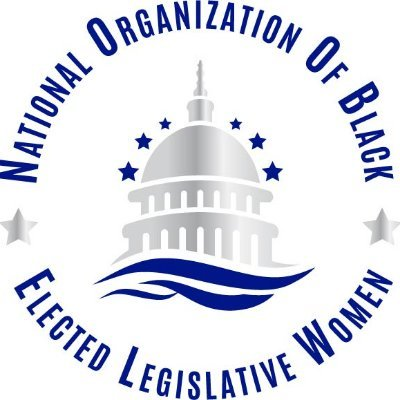 NATIONAL ORGANIZATION OF BLACK
ELECTED LEGISLATIVE WOMEN